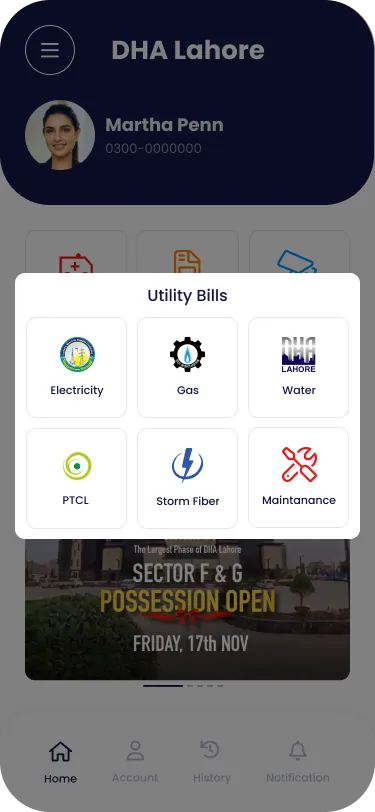 DHA Lahore
Martha Penn
0300-0000000
Utility Bills
Electricity
Gas
DHA
LAHORE
Water
PTCL
Storm Fiber
Maintanance
The Largest Phase of DHA Lahore
SECTOR F & G
POSSESSION OPEN
FRIDAY, 17th NOV
Home
Account
History
Notification